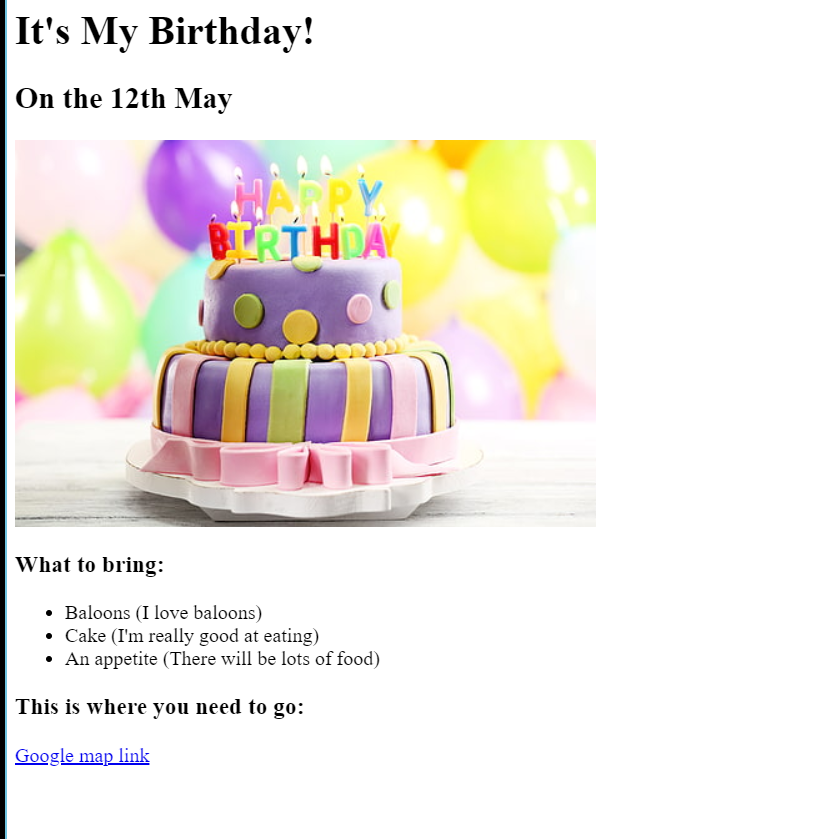 It's My Birthday!
On the 12th May
HAPPY
BIRTHDAY
What to bring:
Baloons (I love baloons)
Cake (I'm really good at eating)
An appetite (There will be lots of food)
This is where you need to go:
Google map link